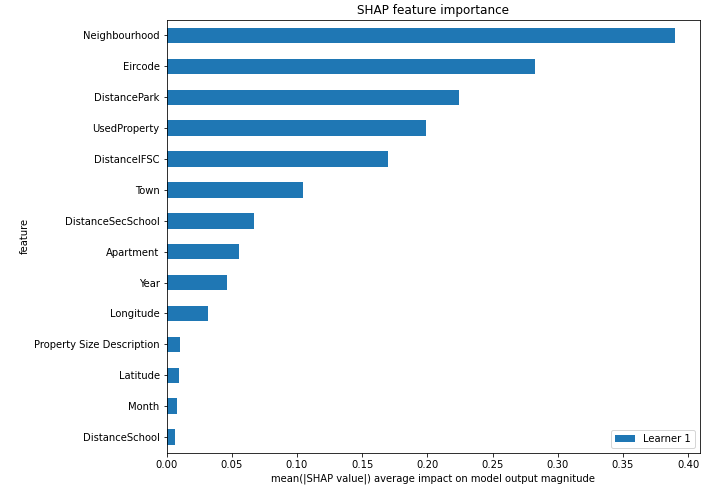 SHAP feature importance
Neighbourhood
Eircode
DistancePark
UsedProperty
DistanceIFSC
Town
DistanceSecSchool
Apartment
Year
Longitude
Property Size Description
Latitude
Month
DistanceSchool
feature
Learner 1
0.00 0.05 0.10 0.15 0.20 0.25 0.30 0.35 0.40
mean(|SHAP value|) average impact on model output magnitude